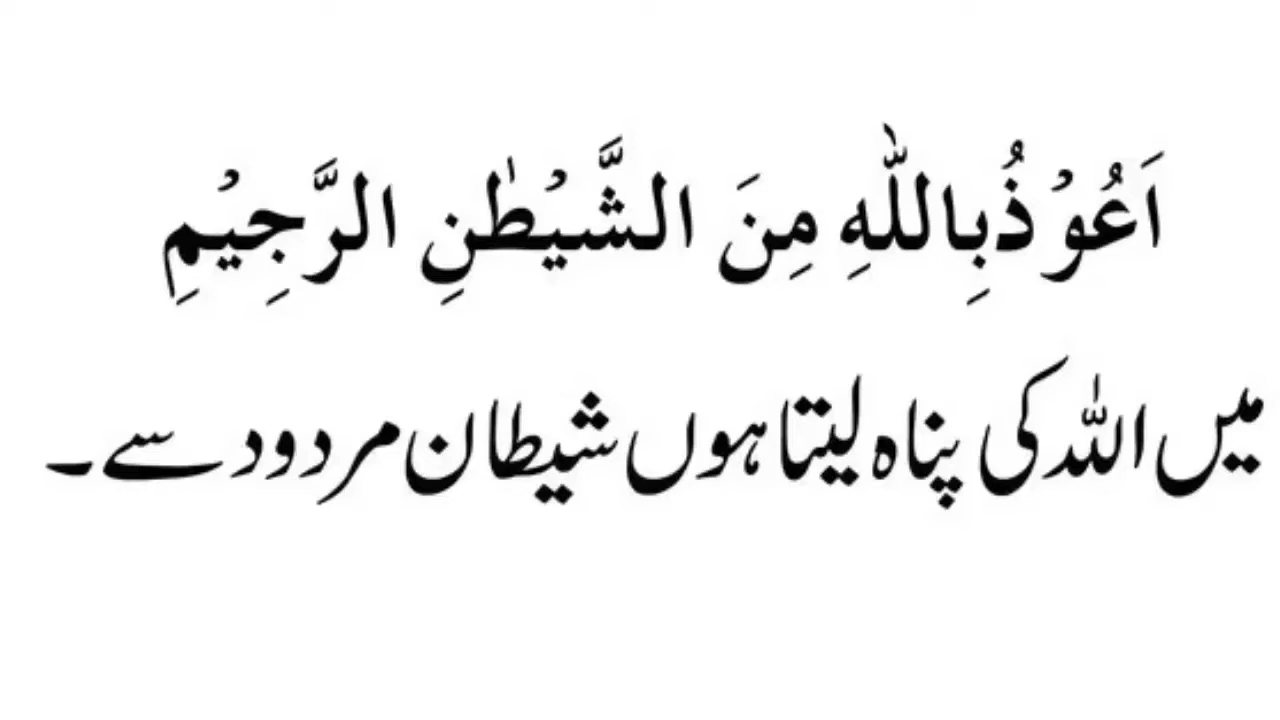 اَعُوْذُبِاللّٰهِ مِنَ الشَّيْطٰنِ الرَّجِيْمِ
میں اللہ کی پناہ لیتا ہوں شیطان مردود سے۔